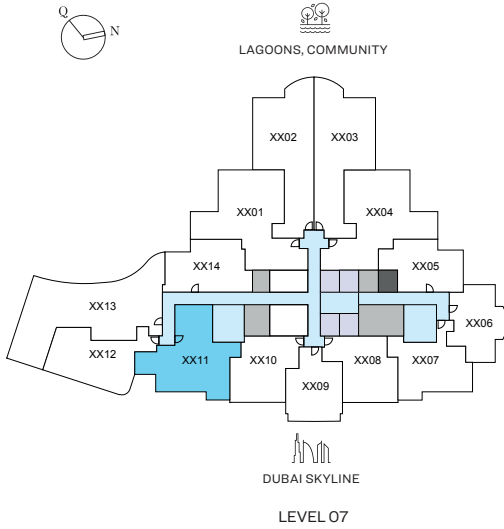 Q
N
LAGOONS, COMMUNITY
XX02
XX03
XX01
XX04
XX14
XX05
XX13
XX06
XX12
XX11
XX10
XX08
XX07
XX09
DUBAI SKYLINE
LEVEL 07